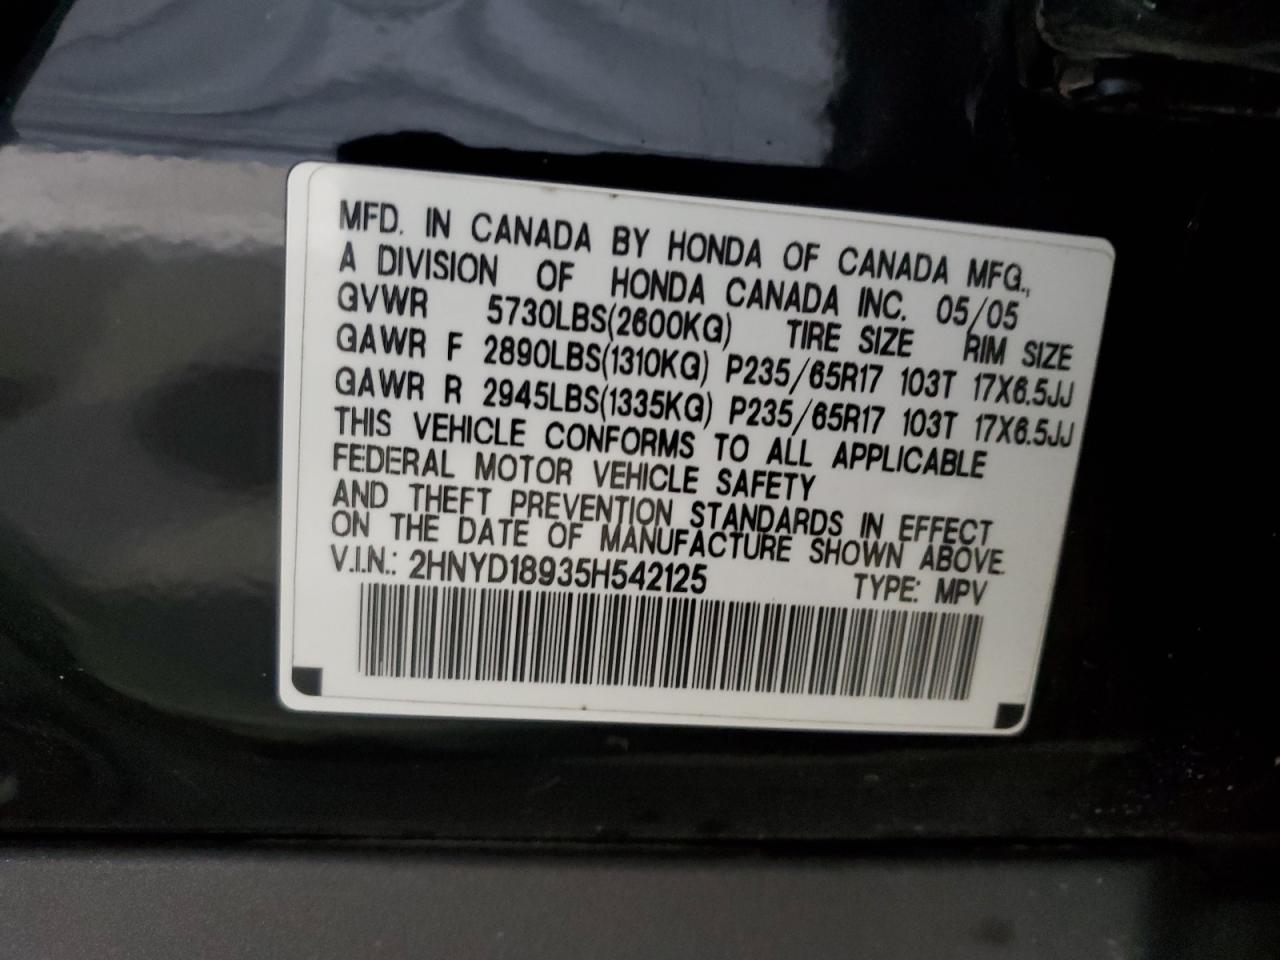 MFD. IN CANADA BY HONDA OF CANADA MFG.,
A DIVISION OF HONDA CANADA INC. 05/05
GVWR 5730LBS(2600KG) TIRE SIZE RIM SIZE
GAWR F 2890LBS(1310KG) P235/65R17 103T 17X6.5JJ
GAWR R 2945LBS(1335KG) P235/65R17 103T 17X6.5JJ
THIS VEHICLE CONFORMS TO ALL APPLICABLE
FEDERAL MOTOR VEHICLE SAFETY
AND THEFT PREVENTION STANDARDS IN EFFECT
ON THE DATE OF MANUFACTURE SHOWN ABOVE.
V.I.N.: 2HNYD18935H542125 TYPE: MPV